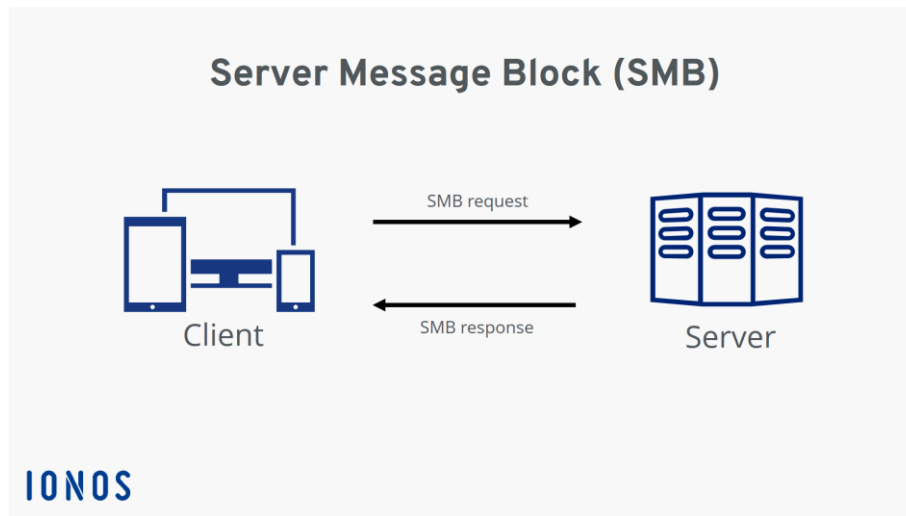 Server Message Block (SMB)
SMB request
SMB response
Client
Server
IONOS